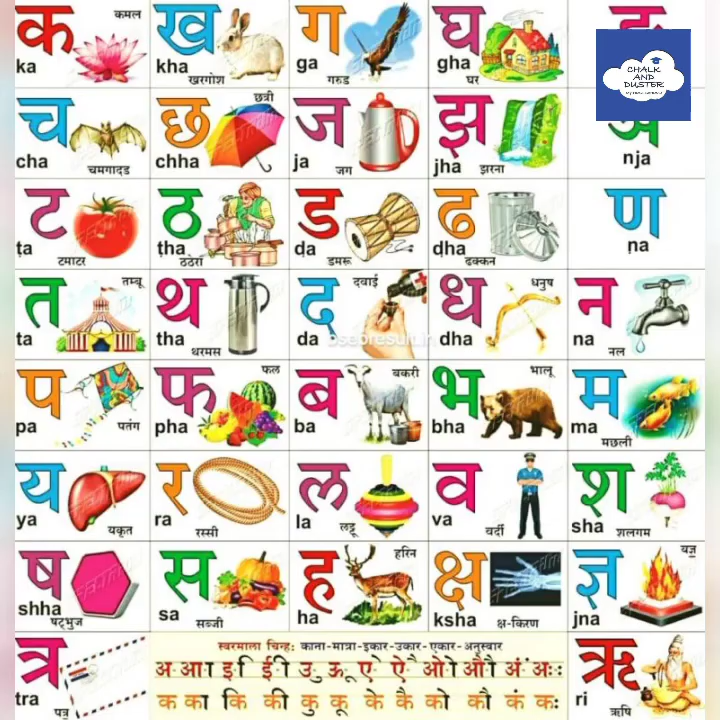 क कमल ka
ख kha खरगोश
ग ga गरुड
घ gha घर
CHALK
AND
DUSTER
च cha चमगादड
छ छत्री chha
ज ja जग
झ jha झरना
nja
ट ṭa टमाटर
ठ ṭha ठठेरा
ड ḍa डमरू
ढ ḍha ढक्कन
ण ṇa
त तम्बू ta
थ tha थरमस
द दवाई da
ध धनुष dha
न na नल
प pa पतंग
फ फल pha
ब बकरी ba
भ भालू bha
म ma मछली
य ya यकृत
र ra रस्सी
ल la लट्टू
व va वर्दी
श sha शलगम
ष shha षट्भुज
स sa सब्जी
ह हरिन ha
क्ष ksha क्ष-किरण
ज्ञ यज्ञ jna
त्र tra पत्र
स्वरमाला चिन्ह: काना-मात्रा-इकार-उकार-एकार-अनुस्वार
अ-आा इि ईी उु ऊू एे ऐै ओो औौ अं अः
क का कि की कु कू के कै को कौ कं कः
ऋ ri ऋषि